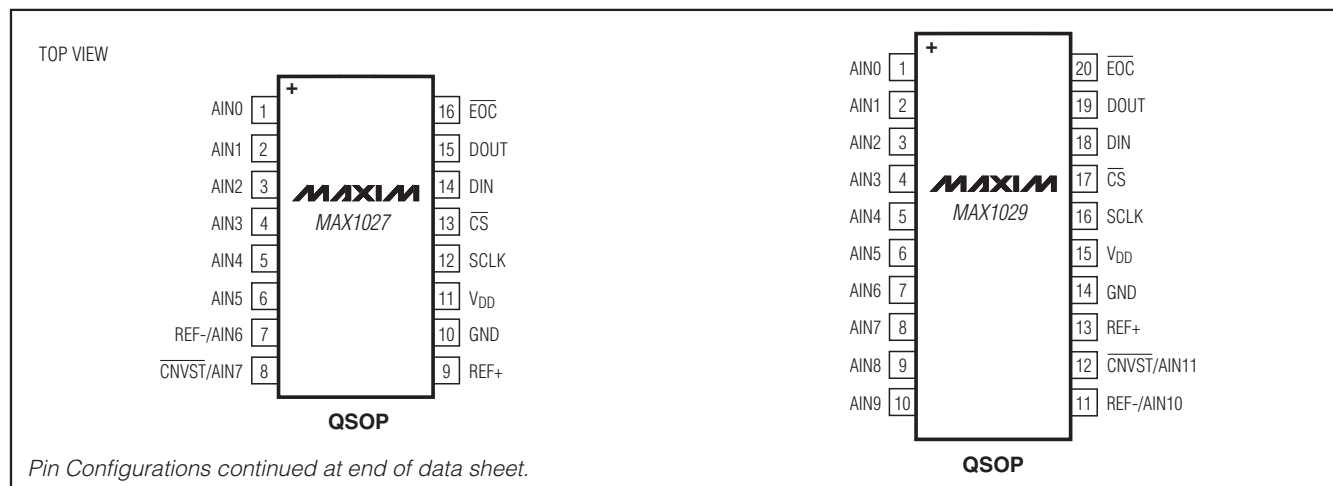 TOP VIEW
+
AIN0 1
AIN1 2
AIN2 3
AIN3 4
AIN4 5
AIN5 6
REF-/AIN6 7
CNVST/AIN7 8
MAXIM
MAX1027
16 EOC
15 DOUT
14 DIN
13 CS
12 SCLK
11 VDD
10 GND
9 REF+
QSOP
+
AIN0 1
AIN1 2
AIN2 3
AIN3 4
AIN4 5
AIN5 6
AIN6 7
AIN7 8
AIN8 9
AIN9 10
MAXIM
MAX1029
20 EOC
19 DOUT
18 DIN
17 CS
16 SCLK
15 VDD
14 GND
13 REF+
12 CNVST/AIN11
11 REF-/AIN10
QSOP
Pin Configurations continued at end of data sheet.